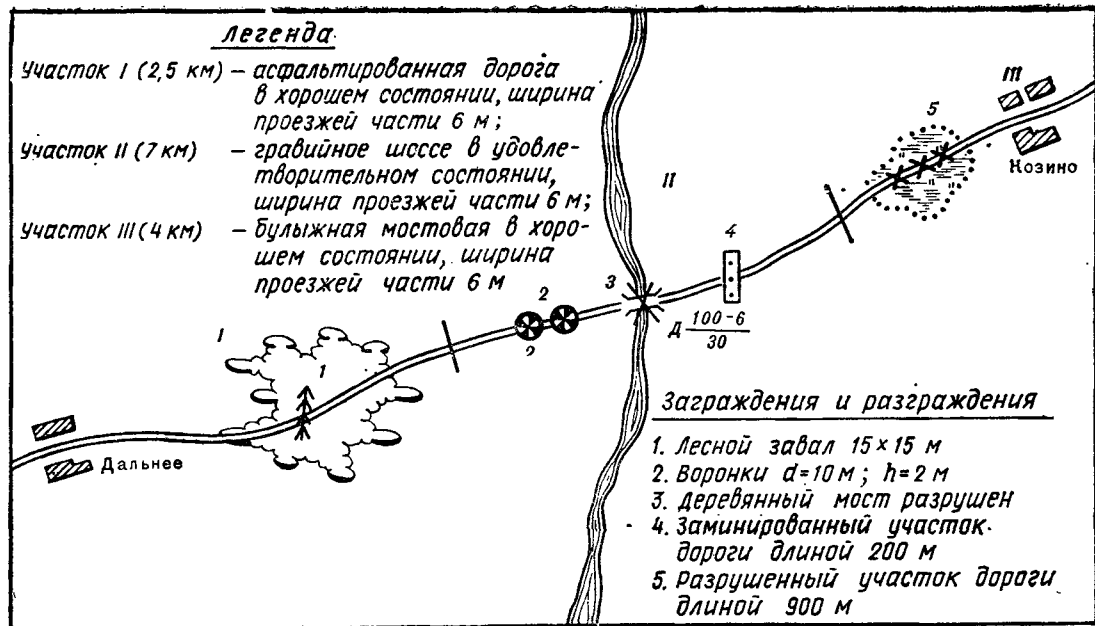 Легенда
Участок I (2,5 км) – асфальтированная дорога
в хорошем состоянии, ширина
проезжей части 6 м;
Участок II (7 км) – гравийное шоссе в удовле-
творительном состоянии,
ширина проезжей части 6 м;
Участок III (4 км) – булыжная мостовая в хоро-
шем состоянии, ширина
проезжей части 6 м
III
5
Козино
II
4
3
2
2
Д 100-6
30
I
1
Дальнее
Заграждения и разграждения
1. Лесной завал 15×15 м
2. Воронки d=10 м; h=2 м
3. Деревянный мост разрушен
4. Заминированный участок
дороги длиной 200 м
5. Разрушенный участок дороги
длиной 900 м